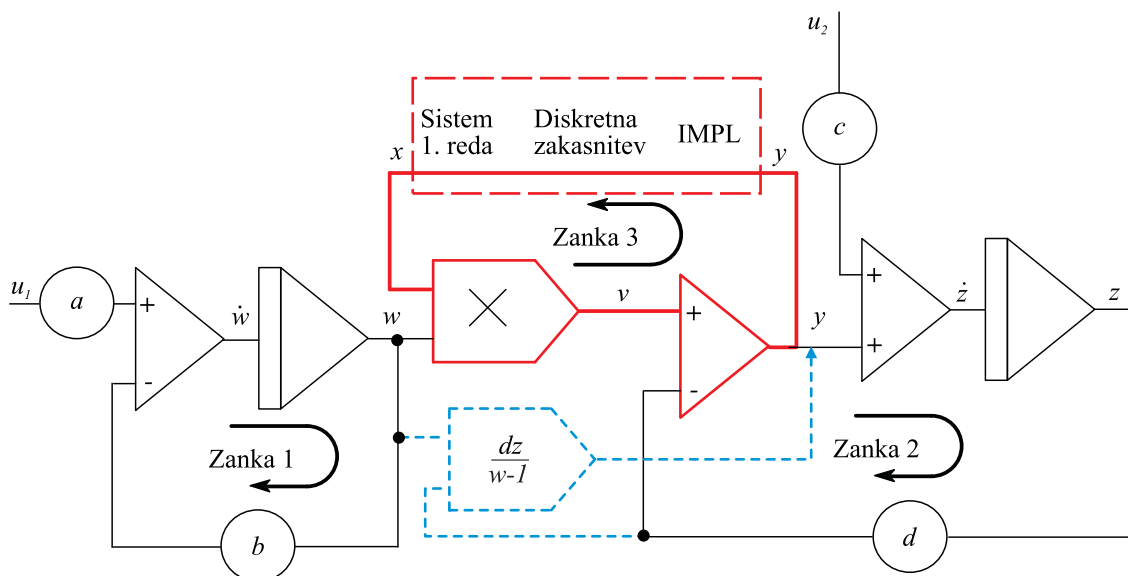 u₂
c
Sistem
1. reda
Diskretna
zakasnitev
IMPL
x
y
Zanka 3
u₁
a
+
-
ẇ
w
v
+
-
y
+
+
ż
z
Zanka 1
dz
w-1
Zanka 2
b
d